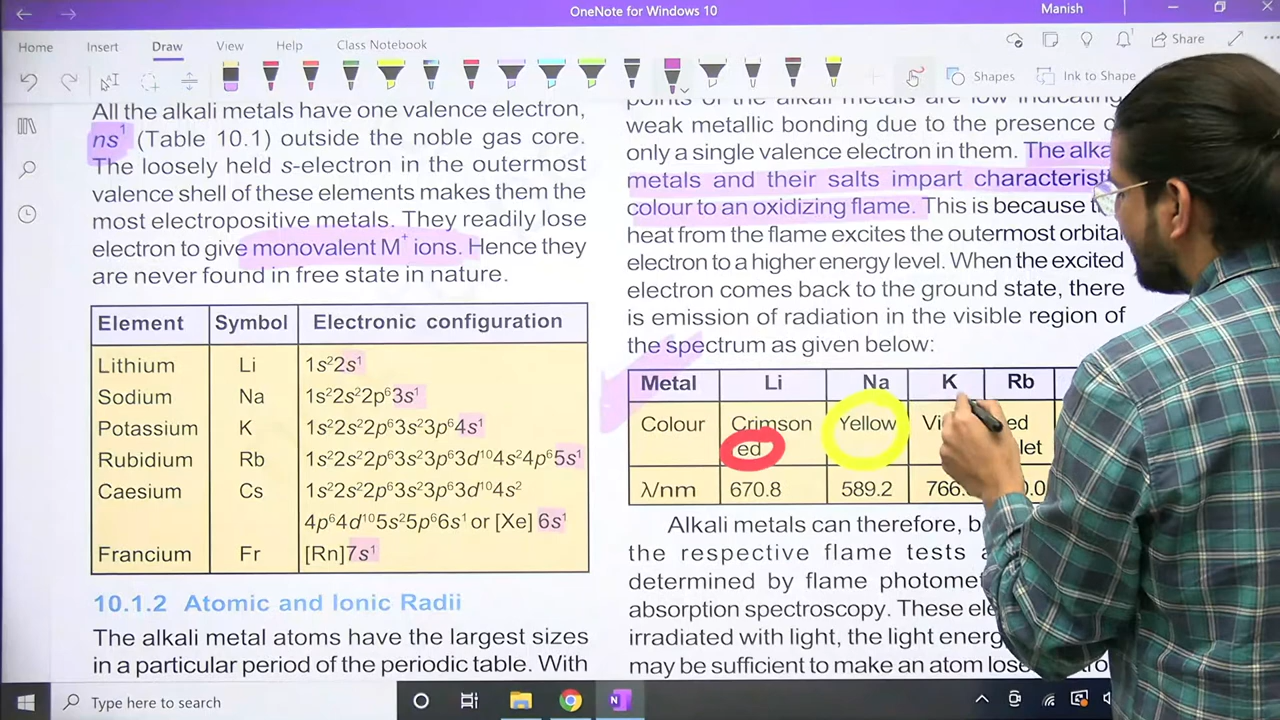 OneNote for Windows 10
Manish
Home Insert Draw View Help Class Notebook
Share
Shapes
Ink to Shape
All the alkali metals have one valence electron,
ns¹ (Table 10.1) outside the noble gas core.
The loosely held s-electron in the outermost
valence shell of these elements makes them the
most electropositive metals. They readily lose
electron to give monovalent M⁺ ions. Hence they
are never found in free state in nature.
Element Symbol Electronic configuration
Lithium Li 1s²2s¹
Sodium Na 1s²2s²2p⁶3s¹
Potassium K 1s²2s²2p⁶3s²3p⁶4s¹
Rubidium Rb 1s²2s²2p⁶3s²3p⁶3d¹⁰4s²4p⁶5s¹
Caesium Cs 1s²2s²2p⁶3s²3p⁶3d¹⁰4s²
4p⁶4d¹⁰5s²5p⁶6s¹ or [Xe] 6s¹
Francium Fr [Rn]7s¹
10.1.2 Atomic and Ionic Radii
The alkali metal atoms have the largest sizes
in a particular period of the periodic table. With
points of the alkali metals are low indicating
weak metallic bonding due to the presence
only a single valence electron in them. The
metals and their salts impart
colour to an oxidizing flame. This is because
heat from the flame excites the outermost orbital
electron to a higher energy level. When the excited
electron comes back to the ground state, there
is emission of radiation in the visible region of
the spectrum as given below:
Metal Li Na K Rb
Colour Crimson Yellow
ed
λ/nm 670.8 589.2 766.
Alkali metals can therefore,
the respective flame tests
determined by flame
absorption spectroscopy. These
irradiated with light, the light
may be sufficient to make an atom
Type here to search